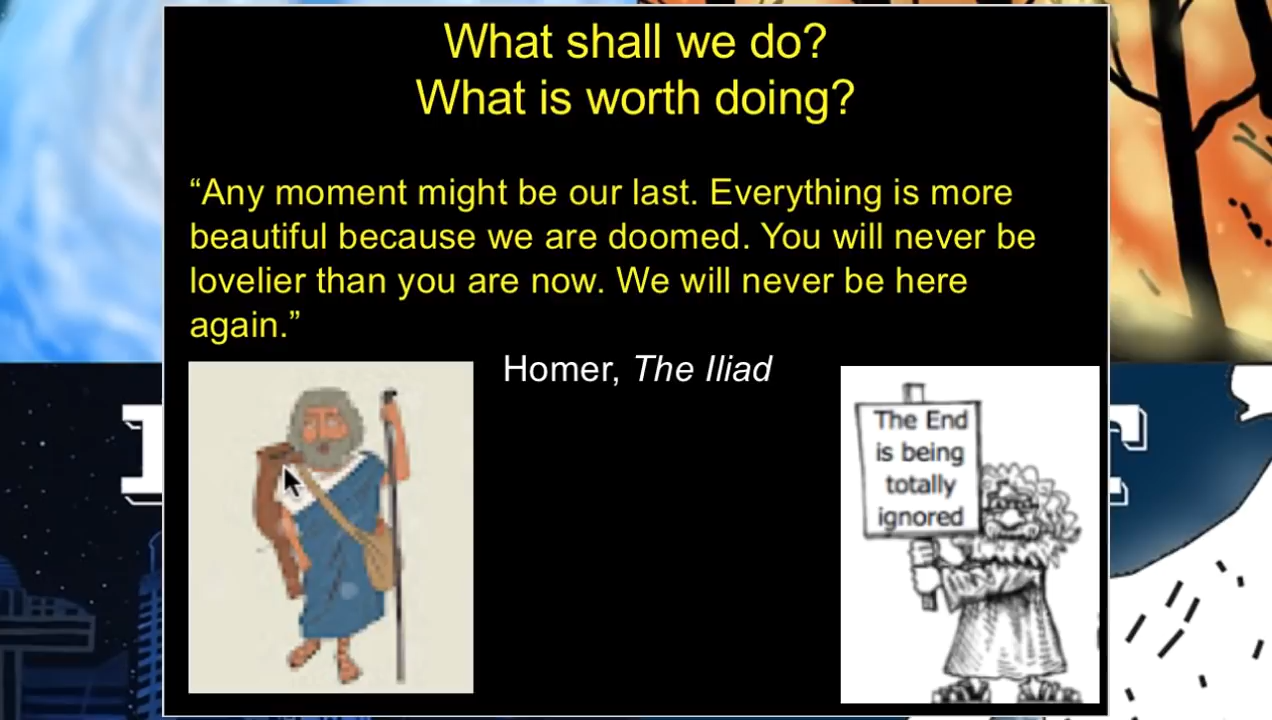 What shall we do?
What is worth doing?
“Any moment might be our last. Everything is more
beautiful because we are doomed. You will never be
lovelier than you are now. We will never be here
again.”
Homer, The Iliad
The End
is being
totally
ignored